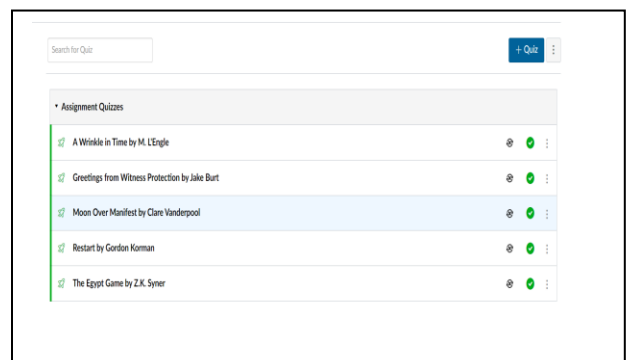 Search for Quiz
+ Quiz
Assignment Quizzes
A Wrinkle in Time by M. L'Engle
Greetings from Witness Protection by Jake Burt
Moon Over Manifest by Clare Vanderpool
Restart by Gordon Korman
The Egypt Game by Z.K. Syner